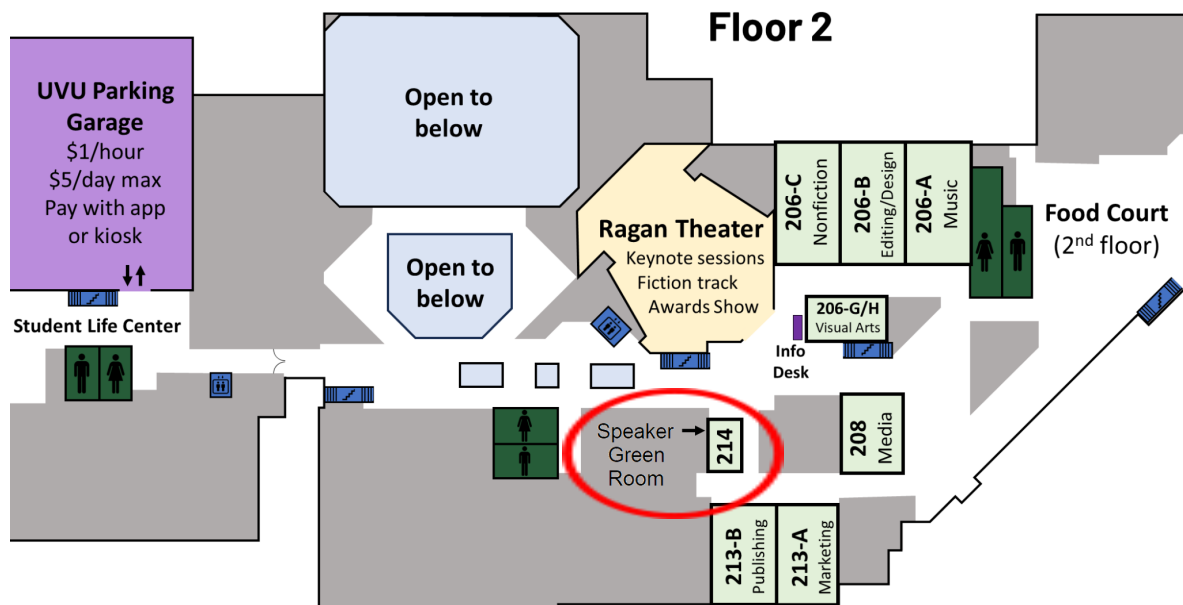 Floor 2
UVU Parking
Garage
$1/hour
$5/day max
Pay with app
or kiosk
Student Life Center
Open to
below
Open to
below
Ragan Theater
Keynote sessions
Fiction track
Awards Show
206-C
Nonfiction
206-B
Editing/Design
206-A
Music
Food Court
(2nd floor)
206-G/H
Visual Arts
Info
Desk
Speaker
Green
Room
214
208
Media
213-B
Publishing
213-A
Marketing